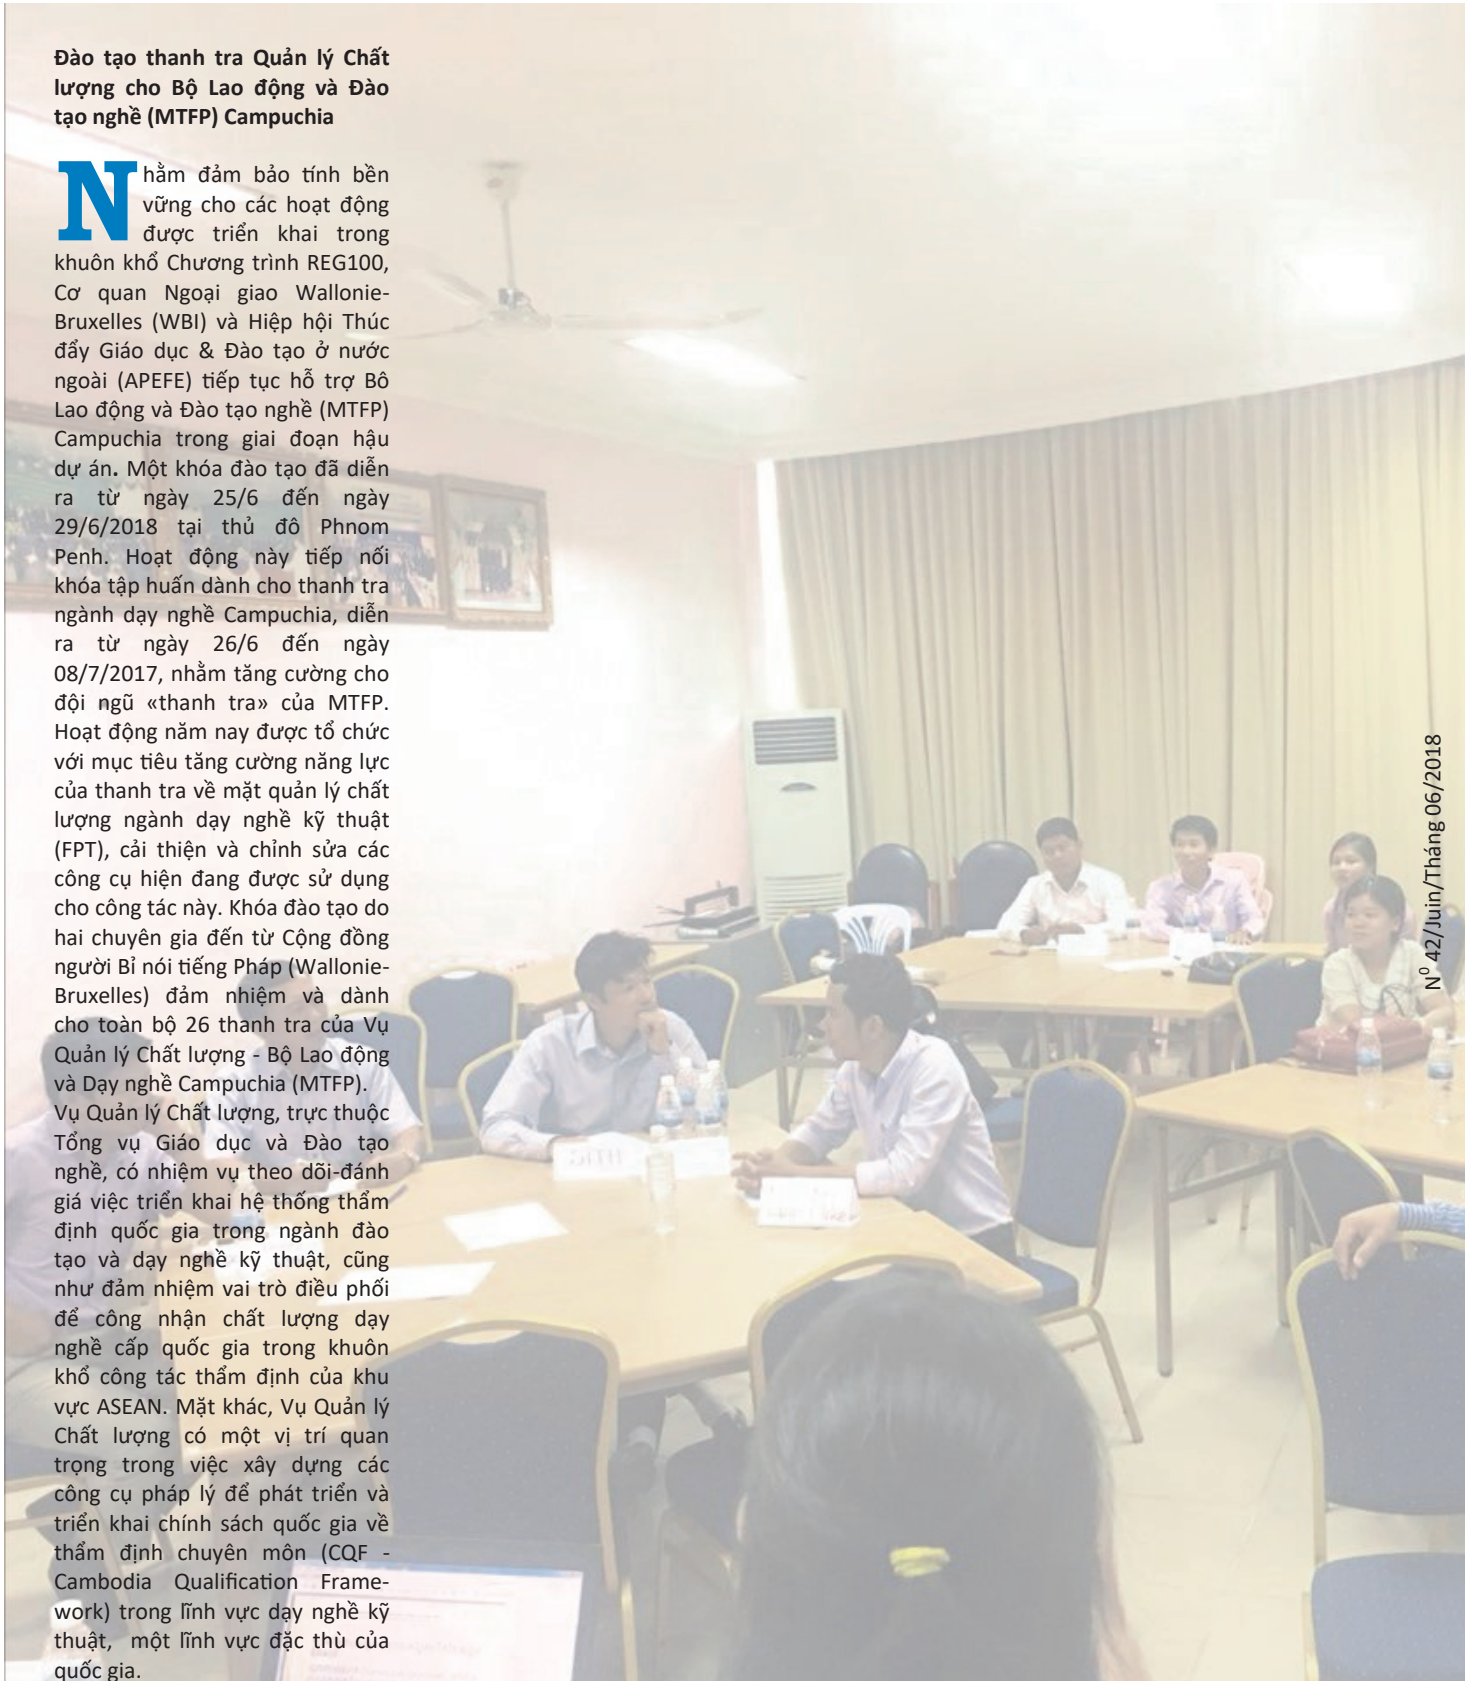 Đào tạo thanh tra Quản lý Chất
lượng cho Bộ Lao động và Đào
tạo nghề (MTFP) Campuchia
Nhằm đảm bảo tính bền
vững cho các hoạt động
được triển khai trong
khuôn khổ Chương trình REG100,
Cơ quan Ngoại giao Wallonie-
Bruxelles (WBI) và Hiệp hội Thúc
đẩy Giáo dục & Đào tạo ở nước
ngoài (APEFE) tiếp tục hỗ trợ Bô
Lao động và Đào tạo nghề (MTFP)
Campuchia trong giai đoạn hậu
dự án. Một khóa đào tạo đã diễn
ra từ ngày 25/6 đến ngày
29/6/2018 tại thủ đô Phnom
Penh. Hoạt động này tiếp nối
khóa tập huấn dành cho thanh tra
ngành dạy nghề Campuchia, diễn
ra từ ngày 26/6 đến ngày
08/7/2017, nhằm tăng cường cho
đội ngũ «thanh tra» của MTFP.
Hoạt động năm nay được tổ chức
với mục tiêu tăng cường năng lực
của thanh tra về mặt quản lý chất
lượng ngành dạy nghề kỹ thuật
(FPT), cải thiện và chỉnh sửa các
công cụ hiện đang được sử dụng
cho công tác này. Khóa đào tạo do
hai chuyên gia đến từ Cộng đồng
người Bỉ nói tiếng Pháp (Wallonie-
Bruxelles) đảm nhiệm và dành
cho toàn bộ 26 thanh tra của Vụ
Quản lý Chất lượng - Bộ Lao động
và Dạy nghề Campuchia (MTFP).
Vụ Quản lý Chất lượng, trực thuộc
Tổng vụ Giáo dục và Đào tạo
nghề, có nhiệm vụ theo dõi-đánh
giá việc triển khai hệ thống thẩm
định quốc gia trong ngành đào
tạo và dạy nghề kỹ thuật, cũng
như đảm nhiệm vai trò điều phối
để công nhận chất lượng dạy
nghề cấp quốc gia trong khuôn
khổ công tác thẩm định của khu
vực ASEAN. Mặt khác, Vụ Quản lý
Chất lượng có một vị trí quan
trọng trong việc xây dựng các
công cụ pháp lý để phát triển và
triển khai chính sách quốc gia về
thẩm định chuyên môn (CQF -
Cambodia Qualification Frame-
work) trong lĩnh vực dạy nghề kỹ
thuật, một lĩnh vực đặc thù của
quốc gia.
N⁰ 42/Juin/Tháng 06/2018